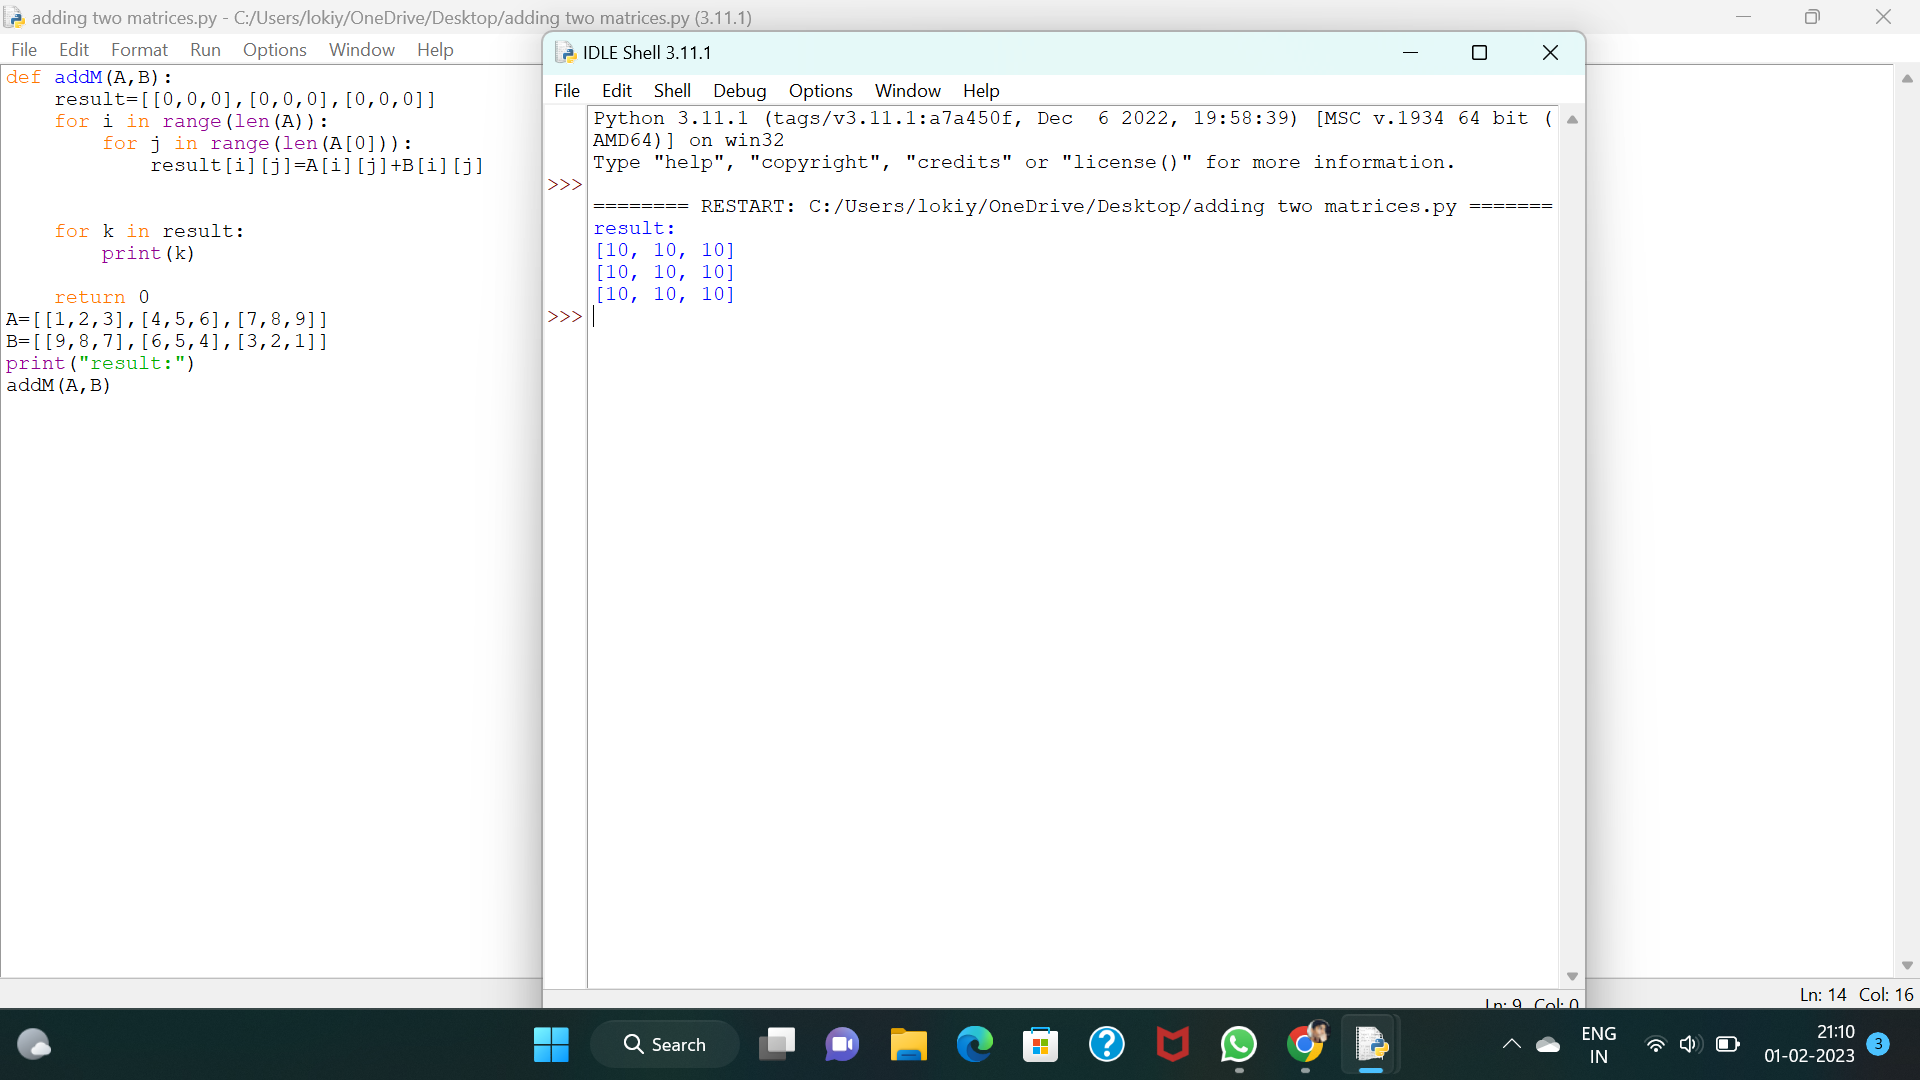 adding two matrices.py - C:/Users/lokiy/OneDrive/Desktop/adding two matrices.py (3.11.1)
File Edit Format Run Options Window Help
def addM(A,B):
    result=[[0,0,0],[0,0,0],[0,0,0]]
    for i in range(len(A)):
        for j in range(len(A[0])):
            result[i][j]=A[i][j]+B[i][j]
    for k in result:
        print(k)
    return 0
A=[[1,2,3],[4,5,6],[7,8,9]]
B=[[9,8,7],[6,5,4],[3,2,1]]
print("result:")
addM(A,B)
IDLE Shell 3.11.1
File Edit Shell Debug Options Window Help
Python 3.11.1 (tags/v3.11.1:a7a450f, Dec  6 2022, 19:58:39) [MSC v.1934 64 bit (
AMD64)] on win32
Type "help", "copyright", "credits" or "license()" for more information.
>>>
======== RESTART: C:/Users/lokiy/OneDrive/Desktop/adding two matrices.py =======
result:
[10, 10, 10]
[10, 10, 10]
[10, 10, 10]
>>>
Ln: 9 Col: 0
Ln: 14 Col: 16
Search
ENG
IN
21:10
01-02-2023
3